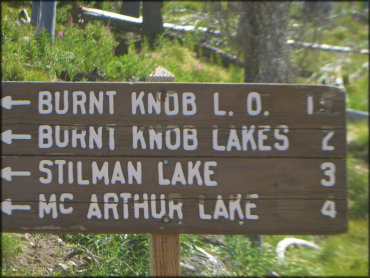 BURNT KNOB L. O. 1
BURNT KNOB LAKES 2
STILMAN LAKE 3
MC ARTHUR LAKE 4